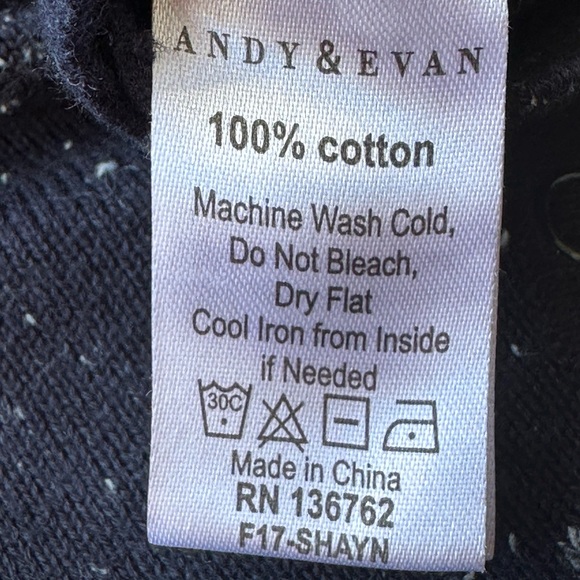 ANDY & EVAN
100% cotton
Machine Wash Cold,
Do Not Bleach,
Dry Flat
Cool Iron from Inside
if Needed
30C
Made in China
RN 136762
F17-SHAYN